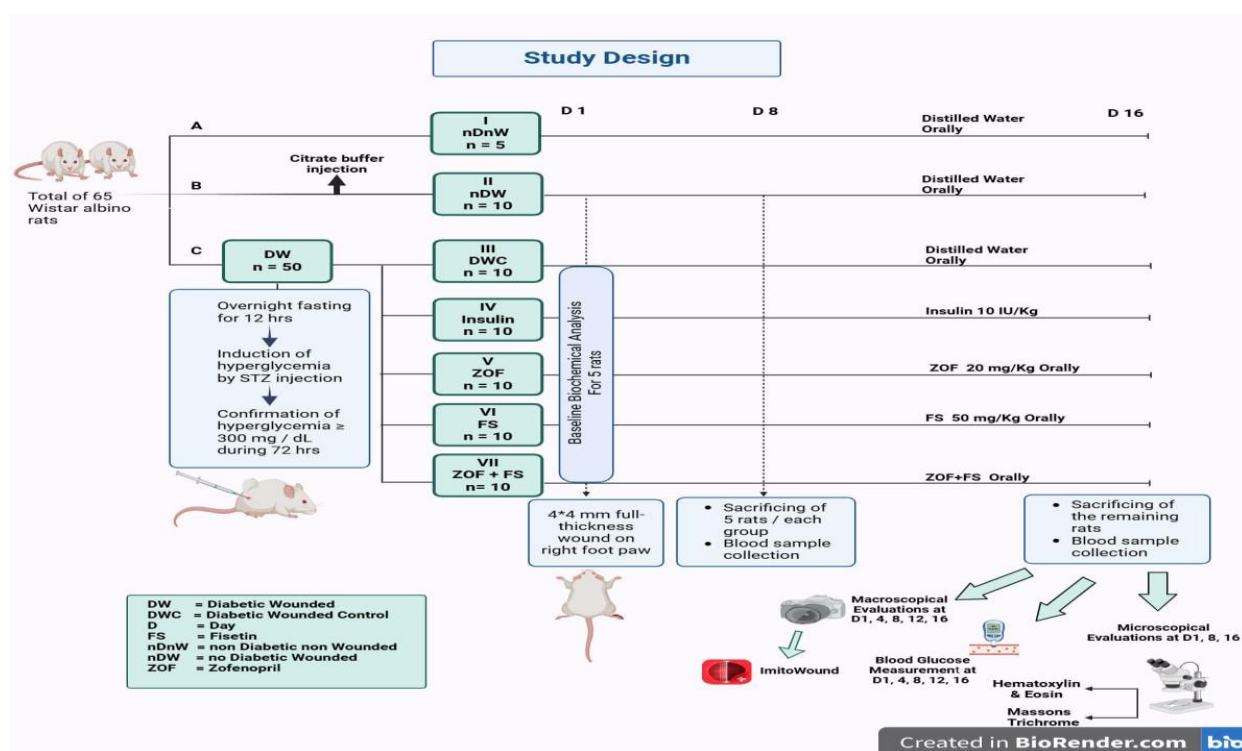 Study Design
D 1
D 8
D 16
A
I
nDnW
n = 5
Distilled Water
Orally
Total of 65
Wistar albino
rats
Citrate buffer
injection
B
II
nDW
n = 10
Distilled Water
Orally
C
DW
n = 50
III
DWC
n = 10
Distilled Water
Orally
Overnight fasting
for 12 hrs
Induction of
hyperglycemia
by STZ injection
Confirmation of
hyperglycemia ≥
300 mg / dL
during 72 hrs
IV
Insulin
n = 10
Insulin 10 IU/Kg
V
ZOF
n = 10
ZOF 20 mg/Kg Orally
VI
FS
n = 10
FS 50 mg/Kg Orally
VII
ZOF + FS
n= 10
ZOF+FS Orally
Baseline Biochemical Analysis
For 5 rats
4*4 mm full-
thickness
wound on
right foot paw
• Sacrificing of
5 rats / each
group
• Blood sample
collection
• Sacrificing of
the remaining
rats
• Blood sample
collection
DW = Diabetic Wounded
DWC = Diabetic Wounded Control
D = Day
FS = Fisetin
nDnW = non Diabetic non Wounded
nDW = no Diabetic Wounded
ZOF = Zofenopril
Macroscopical
Evaluations at
D1, 4, 8, 12, 16
ImitoWound
Blood Glucose
Measurement at
D1, 4, 8, 12, 16
Microscopical
Evaluations at D1, 8, 16
Hematoxylin
& Eosin
Massons
Trichrome
Created in BioRender.com
bio